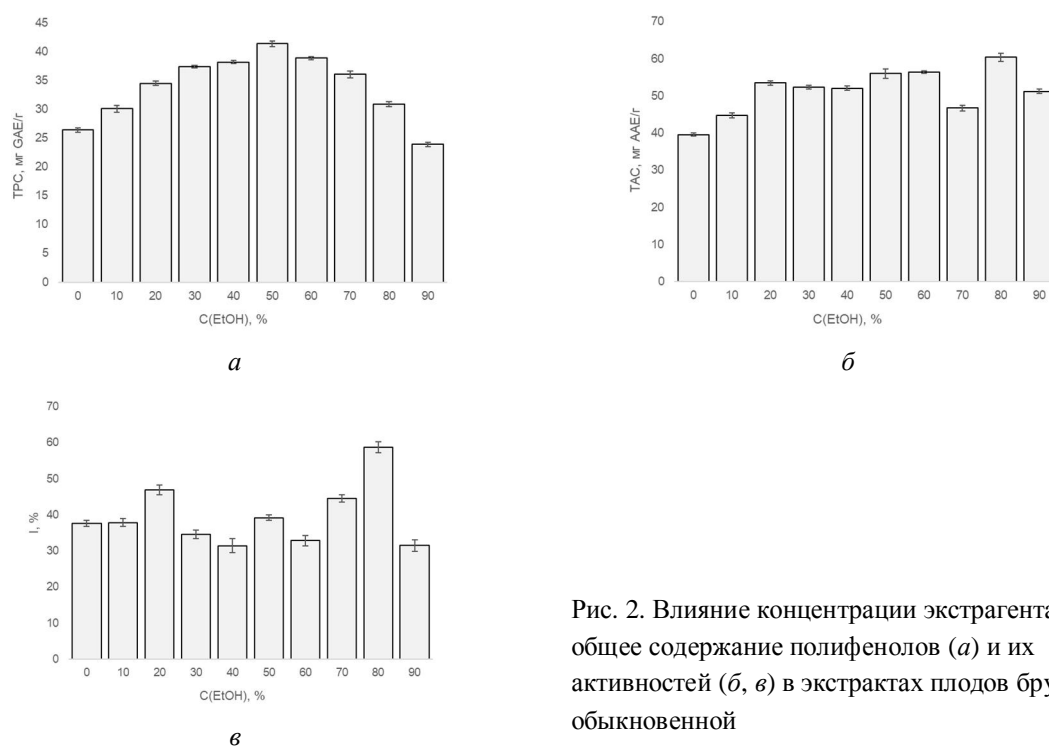 45
40
35
30
25
20
15
10
5
0
TPC, мг GAE/г
0 10 20 30 40 50 60 70 80 90
C(EtOH), %
а
70
60
50
40
30
20
10
0
TAC, мг AAE/г
0 10 20 30 40 50 60 70 80 90
C(EtOH), %
б
70
60
50
40
30
20
10
0
I, %
0 10 20 30 40 50 60 70 80 90
C(EtOH), %
в
Рис. 2. Влияние концентрации экстрагента
общее содержание полифенолов (а) и их
активностей (б, в) в экстрактах плодов
обыкновенной